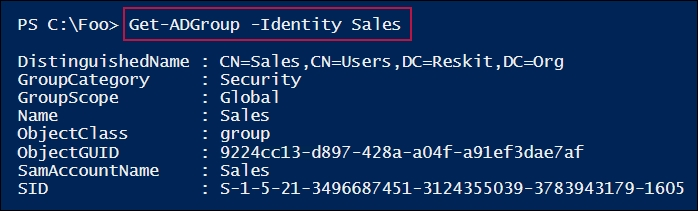 PS C:\Foo> Get-ADGroup -Identity Sales
DistinguishedName : CN=Sales,CN=Users,DC=Reskit,DC=Org
GroupCategory : Security
GroupScope : Global
Name : Sales
ObjectClass : group
ObjectGUID : 9224cc13-d897-428a-a04f-a91ef3dae7af
SamAccountName : Sales
SID : S-1-5-21-3496687451-3124355039-3783943179-1605